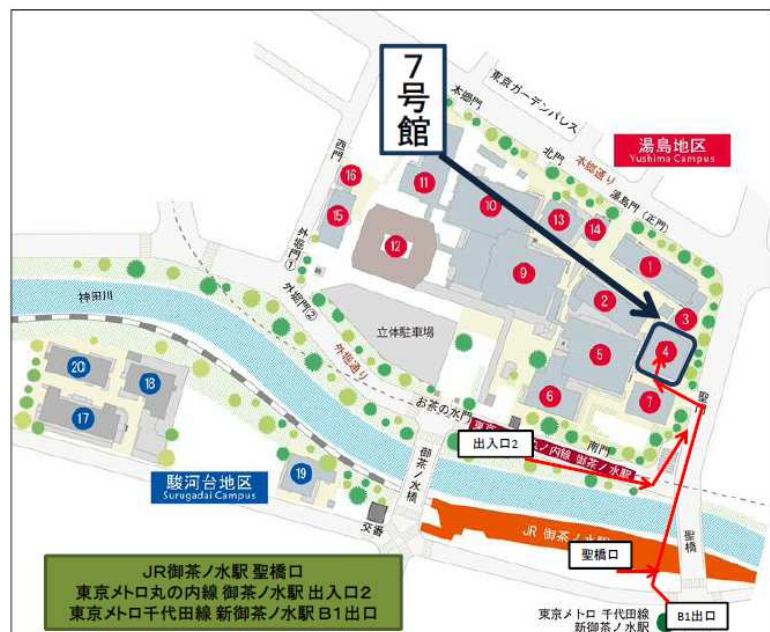 7号館
東京ガーデンパレス
本郷門
湯島地区
Yushima Campus
北門
本郷通り
湯島門(正門)
西門
16
15
11
10
13
14
12
9
1
2
3
4
5
6
7
外堀門①
外堀門②
神田川
立体駐車場
外堀通り
お茶の水門
南門
聖門
20
18
17
19
出入口2
ノ内線 御茶ノ水駅
駿河台地区
Surugadai Campus
御茶ノ水橋
交番
JR 御茶ノ水駅
聖橋口
聖橋
JR御茶ノ水駅 聖橋口
東京メトロ丸の内線 御茶ノ水駅 出入口2
東京メトロ千代田線 新御茶ノ水駅 B1出口
東京メトロ 千代田線
新御茶ノ水駅
B1出口